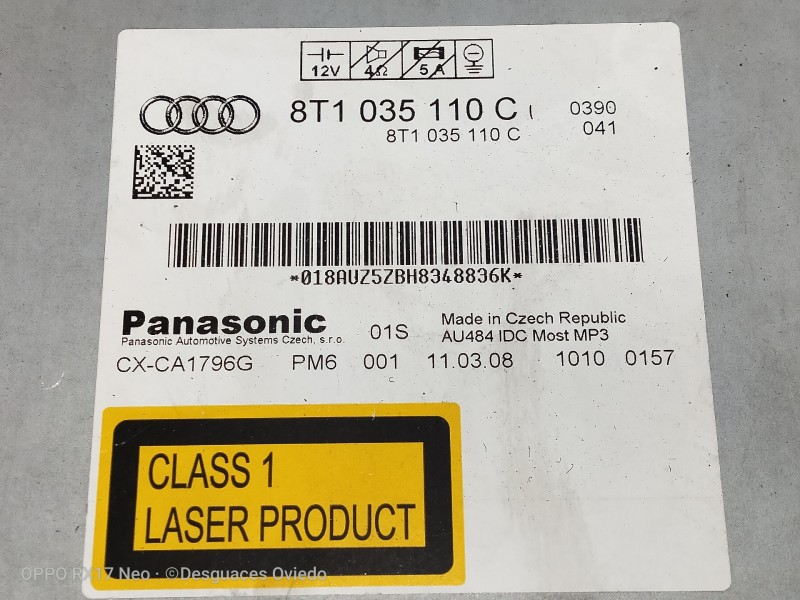 12V 4Ω 5 A
8T1 035 110 C 0390
8T1 035 110 C 041
*018AUZ5ZBH8348836K*
Panasonic 01S Made in Czech Republic
Panasonic Automotive Systems Czech, s.r.o. AU484 IDC Most MP3
CX-CA1796G PM6 001 11.03.08 1010 0157
c
CLASS 1
LASER PRODUCT
OPPO RX17 Neo · ©Desguaces Oviedo